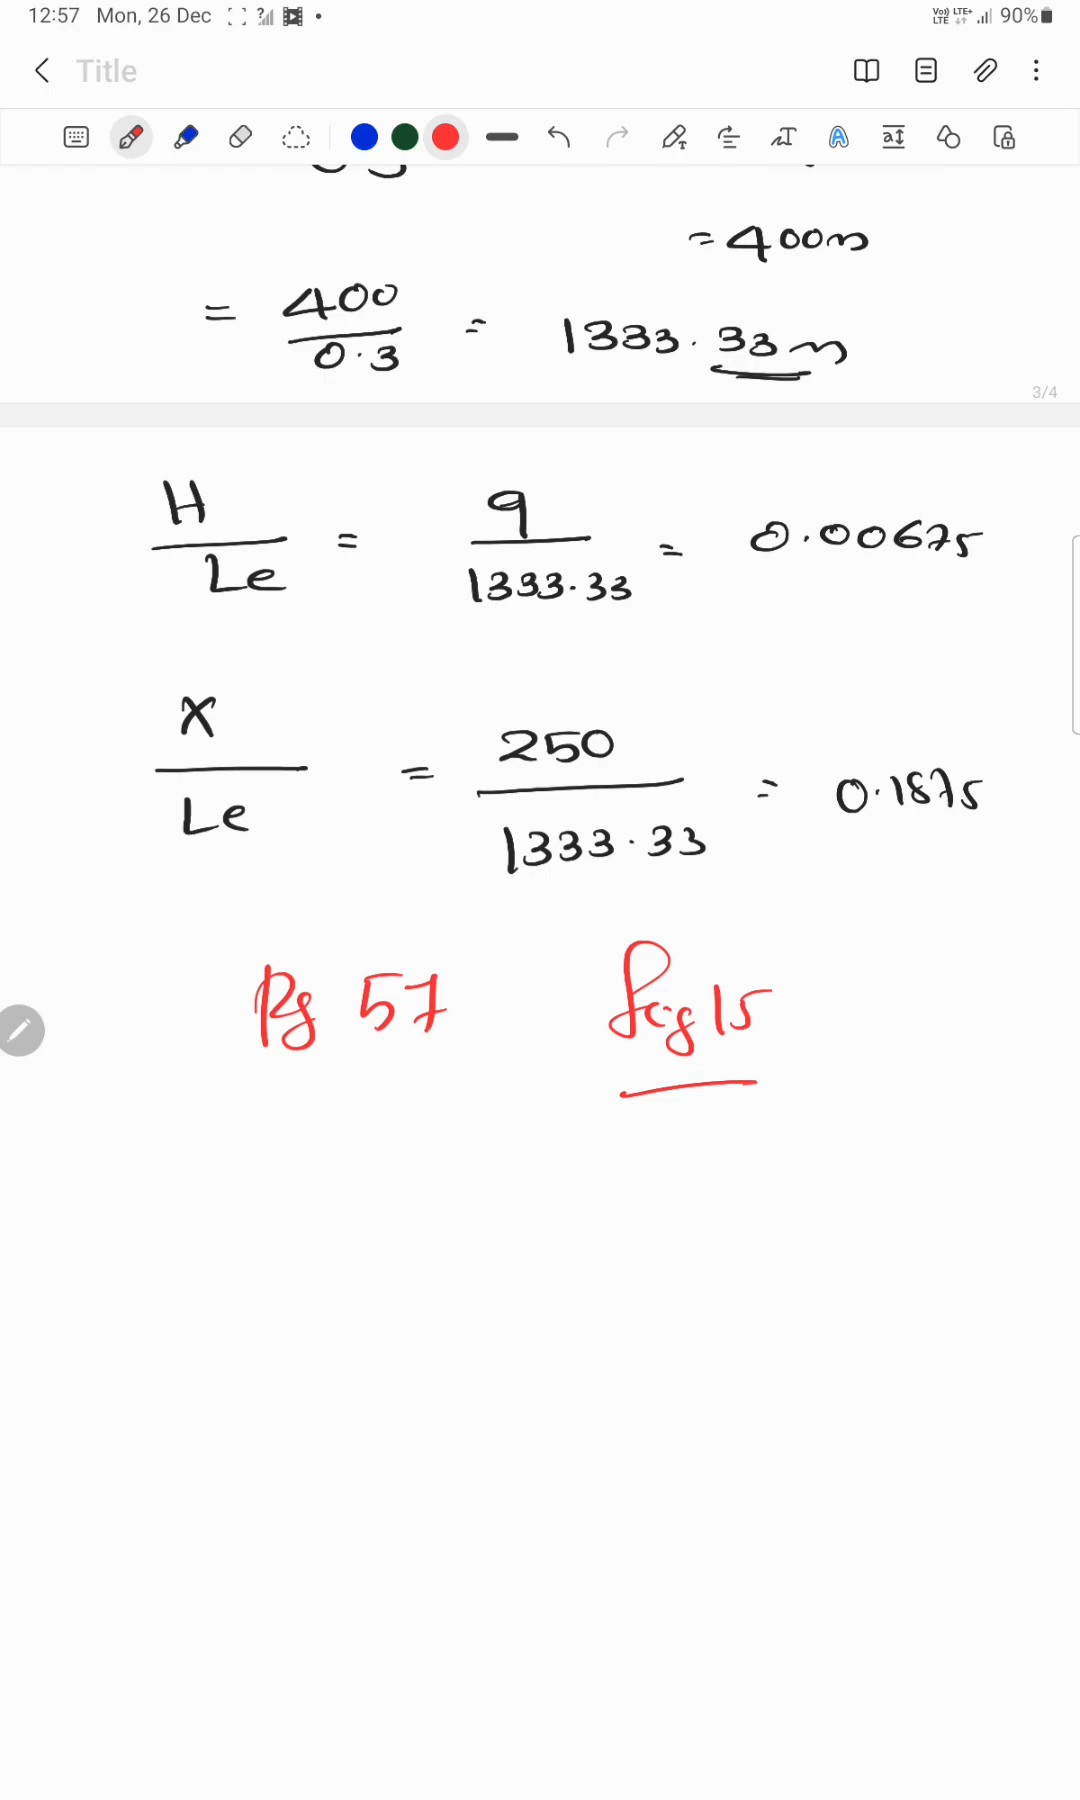 12:57 Mon, 26 Dec 90%
Title
= 400m
= 400 / 0.3 = 1333.33m
3/4
H / Le = 9 / 1333.33 = 0.00675
X / Le = 250 / 1333.33 = 0.1875
Pg 57 fig 15